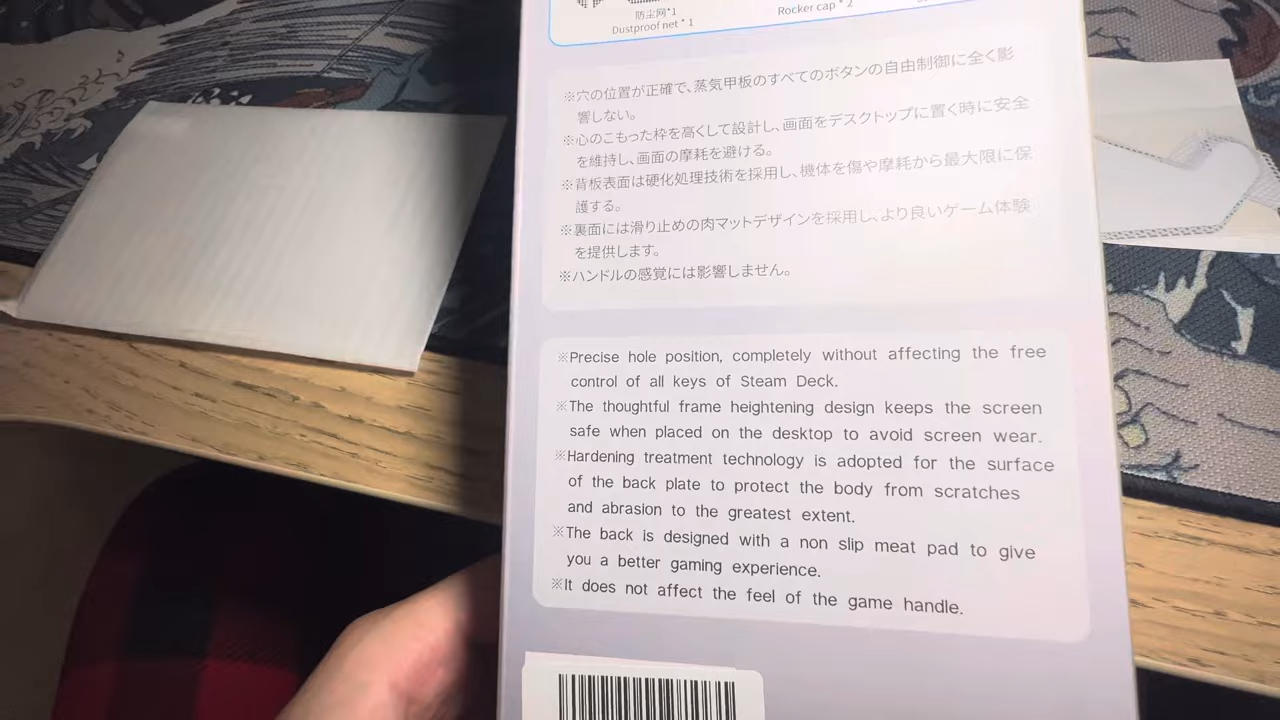 防尘网*1
Dustproof net * 1
Rocker cap * 2
※穴の位置が正確で、蒸気甲板のすべてのボタンの自由制御に全く影
響しない。
※心のこもった枠を高くして設計し、画面をデスクトップに置く時に安全
を維持し、画面の摩耗を避ける。
※背板表面は硬化処理技術を採用し、機体を傷や摩耗から最大限に保
護する。
※裏面には滑り止めの肉マットデザインを採用し、より良いゲーム体験
を提供します。
※ハンドルの感覚には影響しません。
※Precise hole position, completely without affecting the free
control of all keys of Steam Deck.
※The thoughtful frame heightening design keeps the screen
safe when placed on the desktop to avoid screen wear.
※Hardening treatment technology is adopted for the surface
of the back plate to protect the body from scratches
and abrasion to the greatest extent.
※The back is designed with a non slip meat pad to give
you a better gaming experience.
※It does not affect the feel of the game handle.